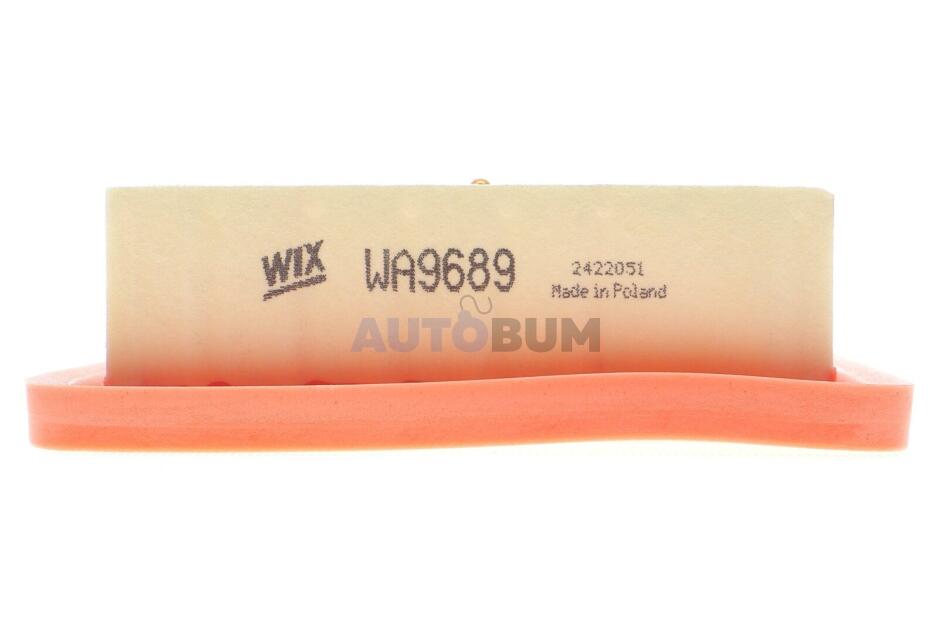 WIX WA9689 2422051
Made in Poland
AUTOBUM